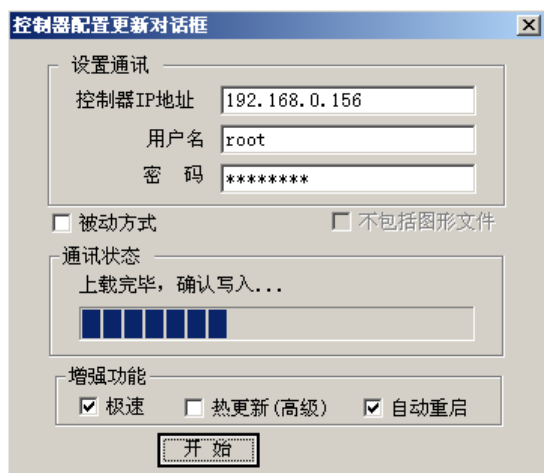 控制器配置更新对话框
设置通讯
控制器IP地址 192.168.0.156
用户名 root
密 码 ********
被动方式 不包括图形文件
通讯状态
上载完毕，确认写入...
增强功能
极速 热更新(高级) 自动重启
开 始